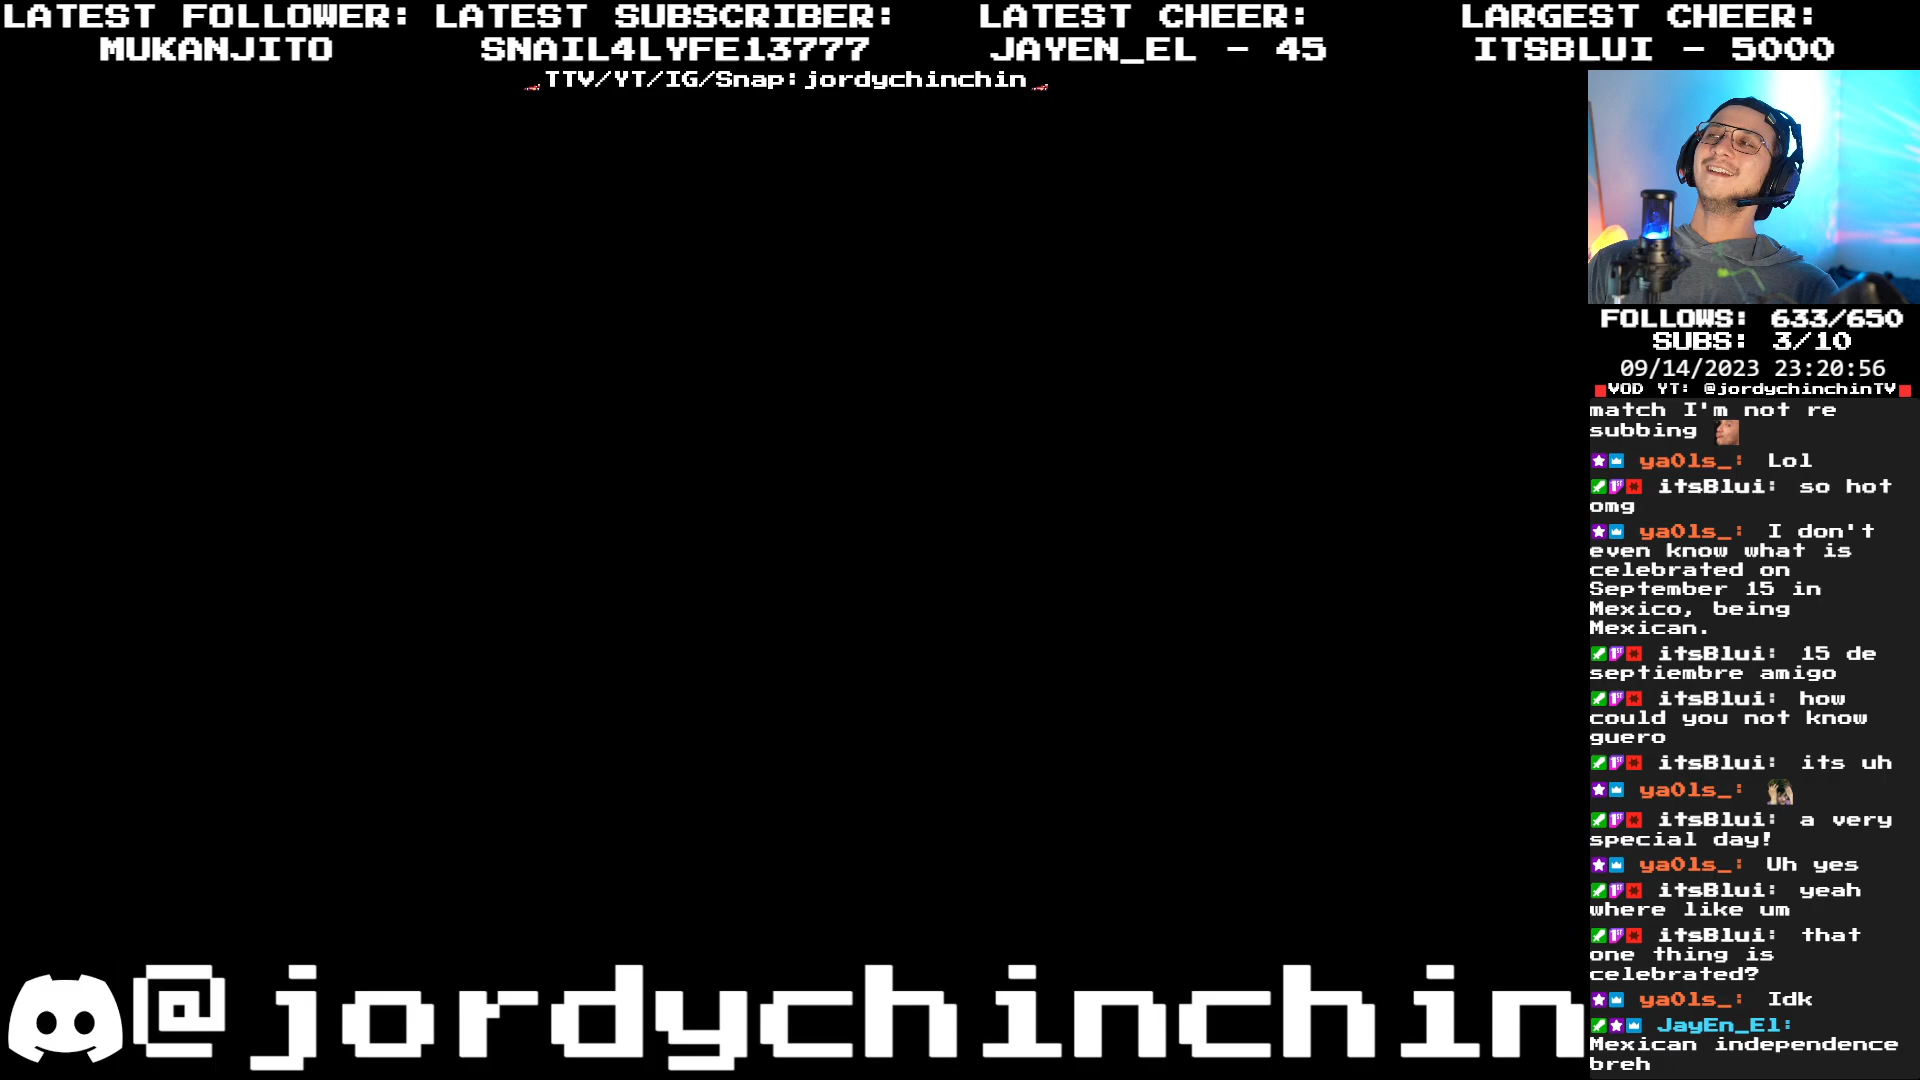 LATEST FOLLOWER:
MUKANJITO
LATEST SUBSCRIBER:
SNAIL4LYFE13777
LATEST CHEER:
JAYEN_EL - 45
LARGEST CHEER:
ITSBLUI - 5000
TTV/YT/IG/Snap:jordychinchin
FOLLOWS: 633/650
SUBS: 3/10
09/14/2023 23:20:56
VOD YT: @jordychinchinTV
match I'm not re
subbing
ya0ls_: Lol
itsBlui: so hot
omg
ya0ls_: I don't
even know what is
celebrated on
September 15 in
Mexico, being
Mexican.
itsBlui: 15 de
septiembre amigo
itsBlui: how
could you not know
guero
itsBlui: its uh
ya0ls_:
itsBlui: a very
special day!
ya0ls_: Uh yes
itsBlui: yeah
where like um
itsBlui: that
one thing is
celebrated?
ya0ls_: Idk
JayEn_El:
Mexican independence
breh
@jordychinchin